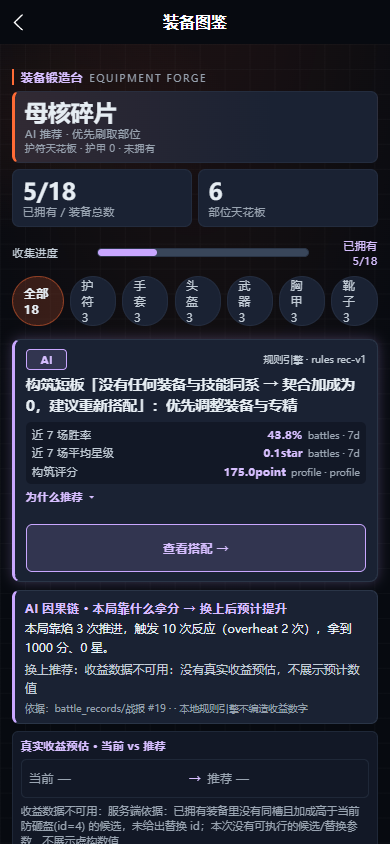 装备图鉴
装备锻造台 EQUIPMENT FORGE
母核碎片
AI 推荐 · 优先刷取部位
护符天花板 · 护甲 0 · 未拥有
5/18
已拥有 / 装备总数
6
部位天花板
收集进度
已拥有
5/18
全部
18
护
符
3
手
套
3
头
盔
3
武
器
3
胸
甲
3
靴
子
3
AI
规则引擎 · rules rec-v1
构筑短板「没有任何装备与技能同系 → 契合加成为
0，建议重新搭配」：优先调整装备与专精
近 7 场胜率 43.8% battles · 7d
近 7 场平均星级 0.1star battles · 7d
构筑评分 175.0point profile · profile
为什么推荐
查看搭配 →
AI 因果链 · 本局靠什么拿分 → 换上后预计提升
本局靠焰 3 次推进，触发 10 次反应（overheat 2 次），拿到
1000 分、0 星。
换上推荐：收益数据不可用：没有真实收益预估，不展示预计数
值
依据：battle_records/战报 #19 · · 本地规则引擎不编造收益数字
真实收益预估 · 当前 vs 推荐
当前 — → 推荐 —
收益数据不可用：服务端依据：已拥有装备里没有同槽且加成高于当前
防砸盔(id=4) 的候选，未给出替换 id；本次没有可执行的候选/替换参
数，不展示虚构数值